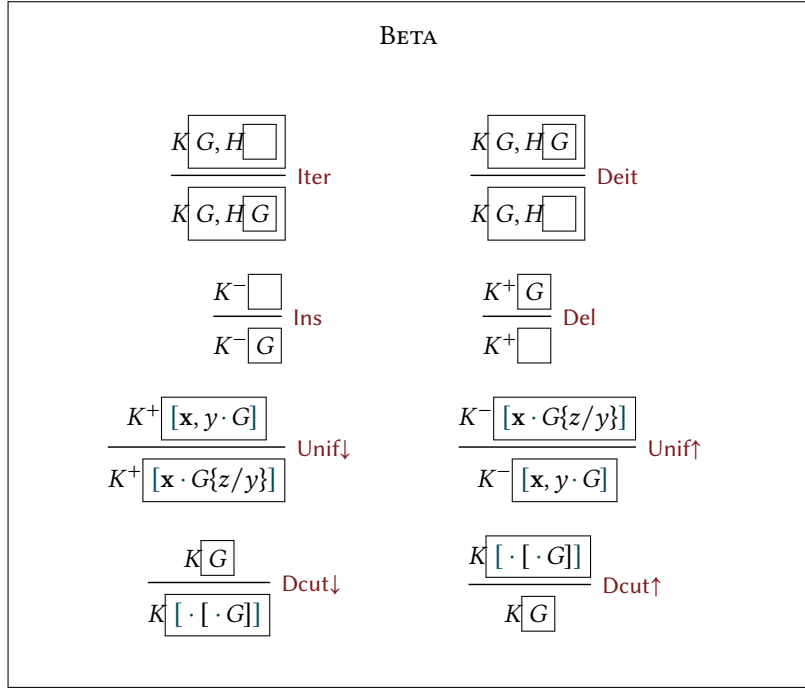 BETA
K G, H
Iter
K G, H G
K G, H G
Deit
K G, H
K⁻
Ins
K⁻ G
K⁺ G
Del
K⁺
K⁺ [x, y · G]
Unif↓
K⁺ [x · G{z/y}]
K⁻ [x · G{z/y}]
Unif↑
K⁻ [x, y · G]
K G
Dcut↓
K [ · [ · G]]
K [ · [ · G]]
Dcut↑
K G